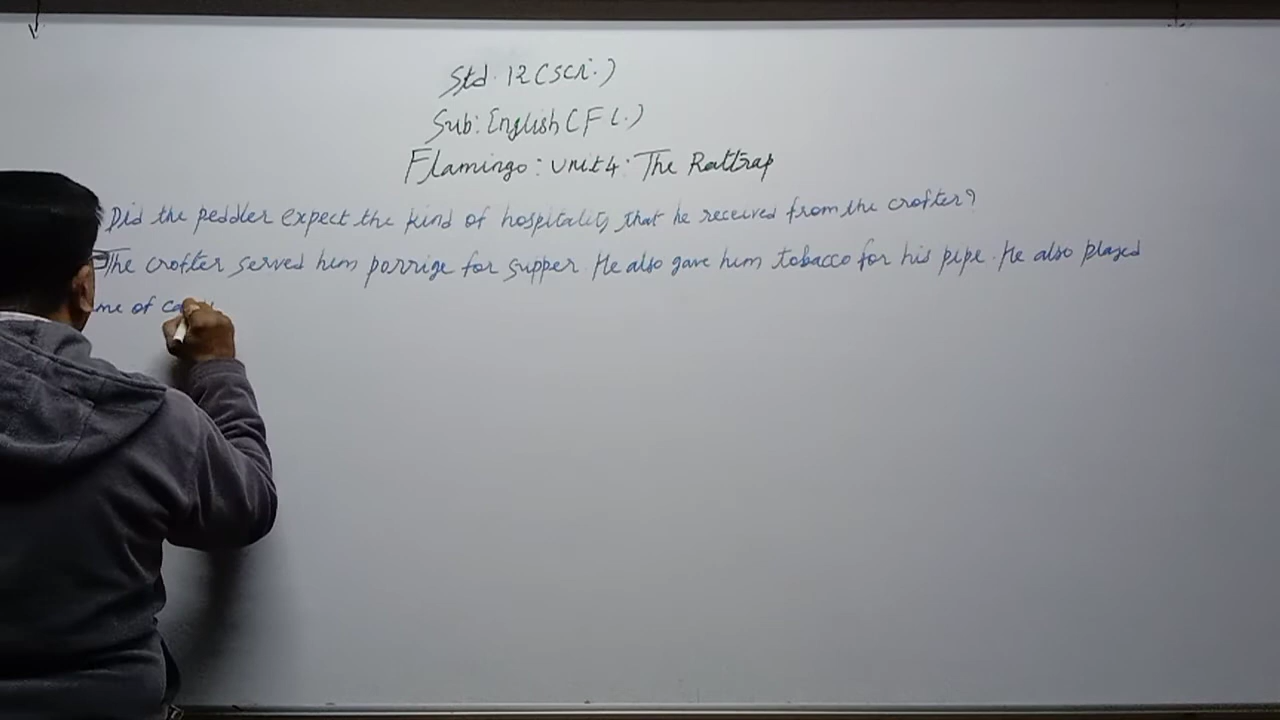 Std. 12 (Sci.)
Sub: English (F L.)
Flamingo: Unit 4: The Rattrap
Did the peddler expect the kind of hospitality that he received from the crofter?
The crofter served him porrige for supper. He also gave him tobacco for his pipe. He also played
me of